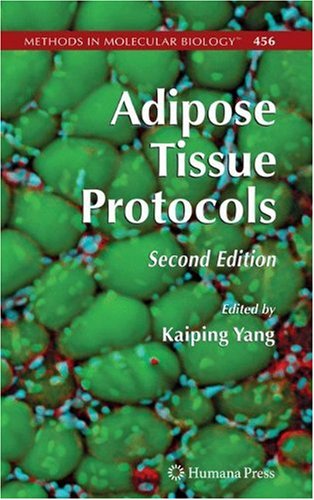 METHODS IN MOLECULAR BIOLOGY™ 456
Adipose
Tissue
Protocols
Second Edition
Edited by
Kaiping Yang
Humana Press